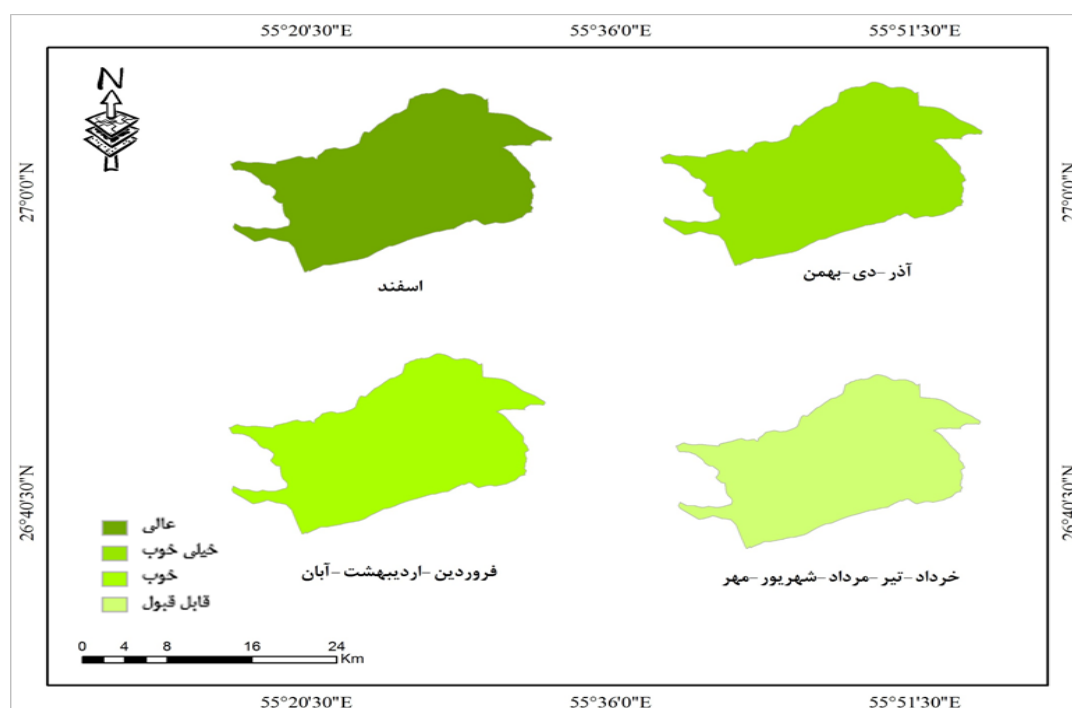 55°20'30"E 55°36'0"E 55°51'30"E
N
27°0'0"N 27°0'0"N
اسفند
آذر-دی-بهمن
26°40'30"N 26°40'30"N
عالی
خیلی خوب
خوب
قابل قبول
فروردین-اردیبهشت-آبان
خرداد-تیر-مرداد-شهریور-مهر
0 4 8 16 24 Km
55°20'30"E 55°36'0"E 55°51'30"E